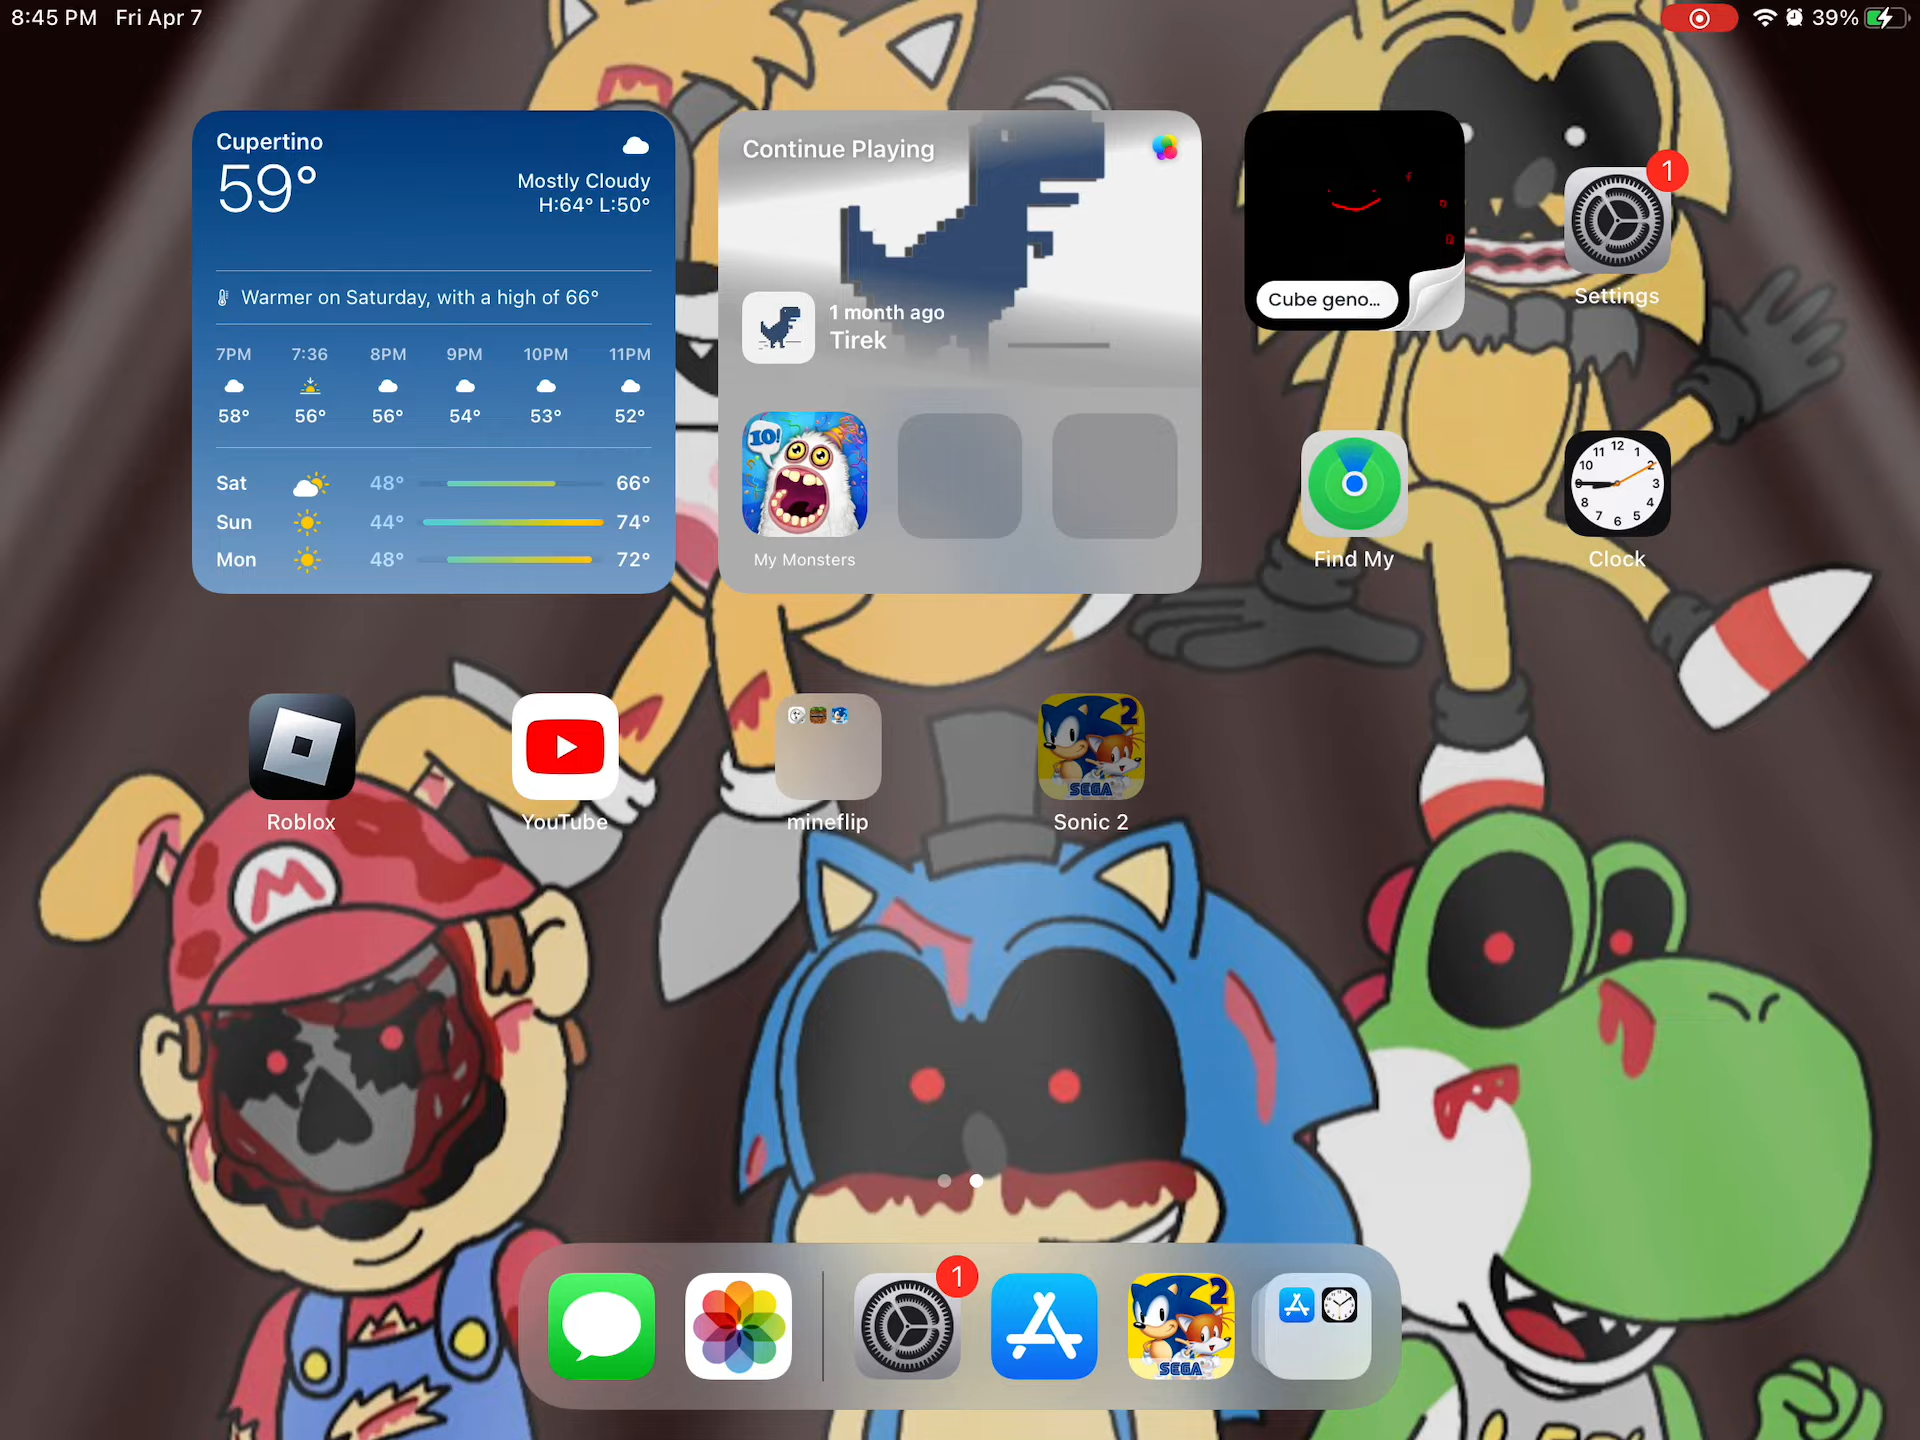 8:45 PM Fri Apr 7
39%
Cupertino
59°
Mostly Cloudy
H:64° L:50°
Warmer on Saturday, with a high of 66°
7PM 7:36 8PM 9PM 10PM 11PM
58° 56° 56° 54° 53° 52°
Sat 48° 66°
Sun 44° 74°
Mon 48° 72°
Continue Playing
1 month ago
Tirek
10!
My Monsters
Cube geno...
1
Settings
Find My
12 1 2 3 4 5 6 7 8 9 10 11
Clock
Roblox
YouTube
mineflip
2
SEGA
Sonic 2
M
1
2
SEGA